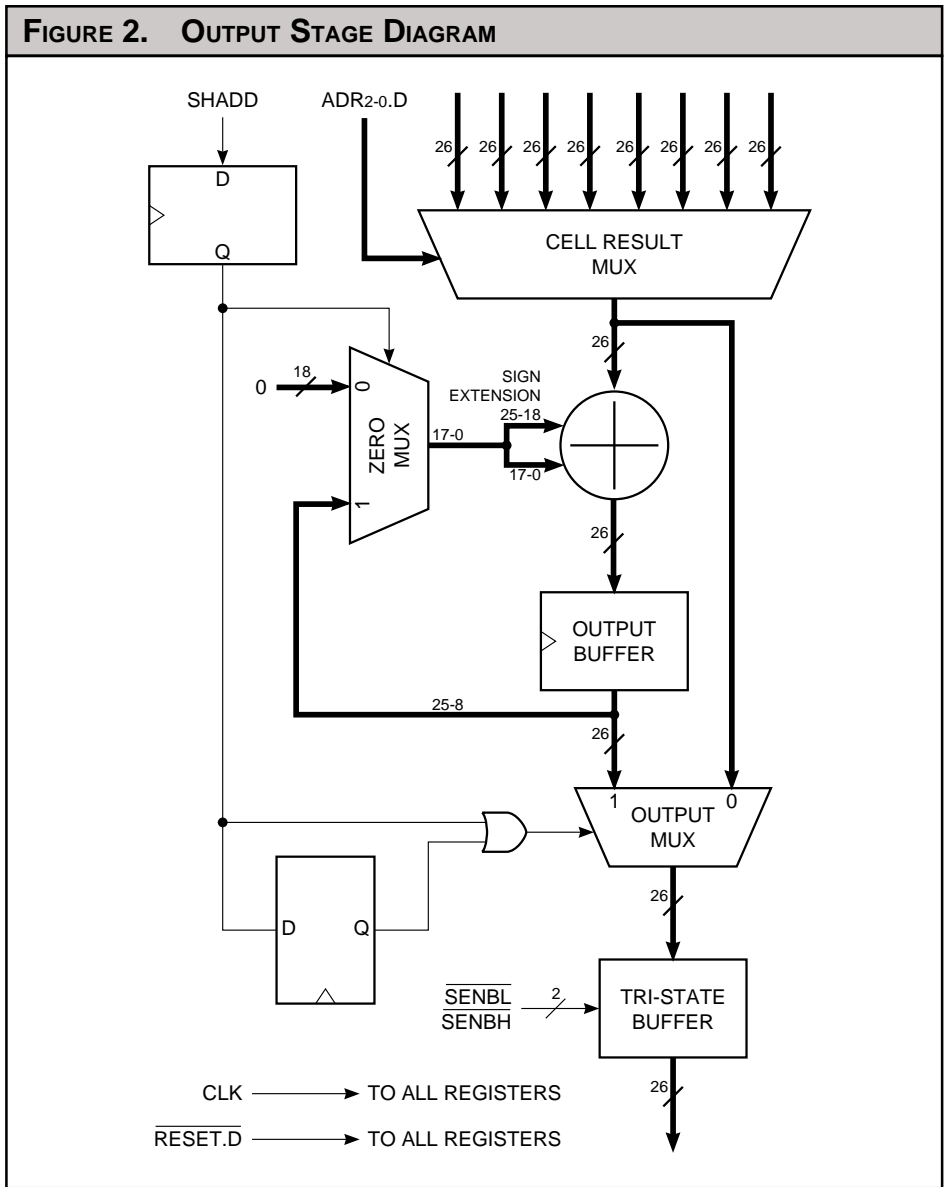 FIGURE 2. OUTPUT STAGE DIAGRAM
SHADD
ADR2-0.D
26 26 26 26 26 26 26 26
D
Q
CELL RESULT
MUX
26
0
18
0
1
ZERO
MUX
17-0
SIGN
EXTENSION
25-18
17-0
26
OUTPUT
BUFFER
25-8
26
1
0
OUTPUT
MUX
D
Q
26
SENBL
SENBH
2
TRI-STATE
BUFFER
26
CLK TO ALL REGISTERS
RESET.D TO ALL REGISTERS